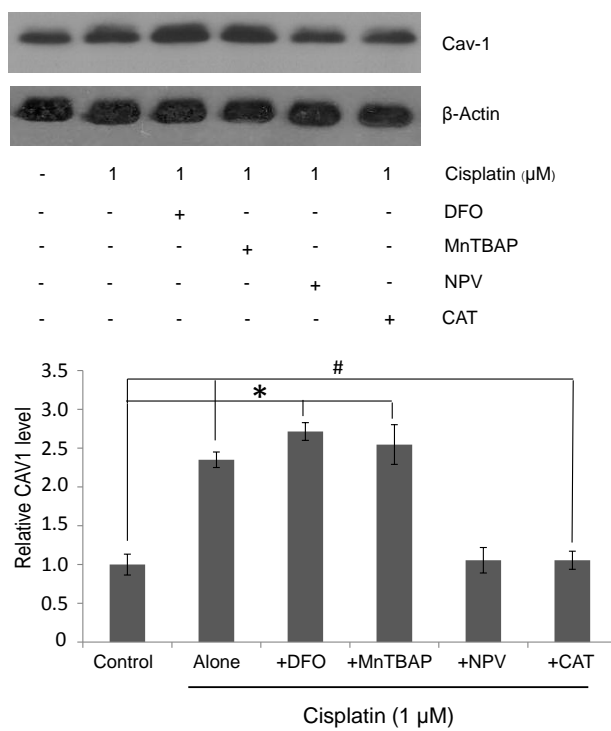 Cav-1
β-Actin
- 1 1 1 1 1 Cisplatin (μM)
- - + - - - DFO
- - - + - - MnTBAP
- - - - + - NPV
- - - - - + CAT
#
*
Relative CAV1 level
3.5
3.0
2.5
2.0
1.5
1.0
0.5
0
Control Alone +DFO +MnTBAP +NPV +CAT
Cisplatin (1 μM)